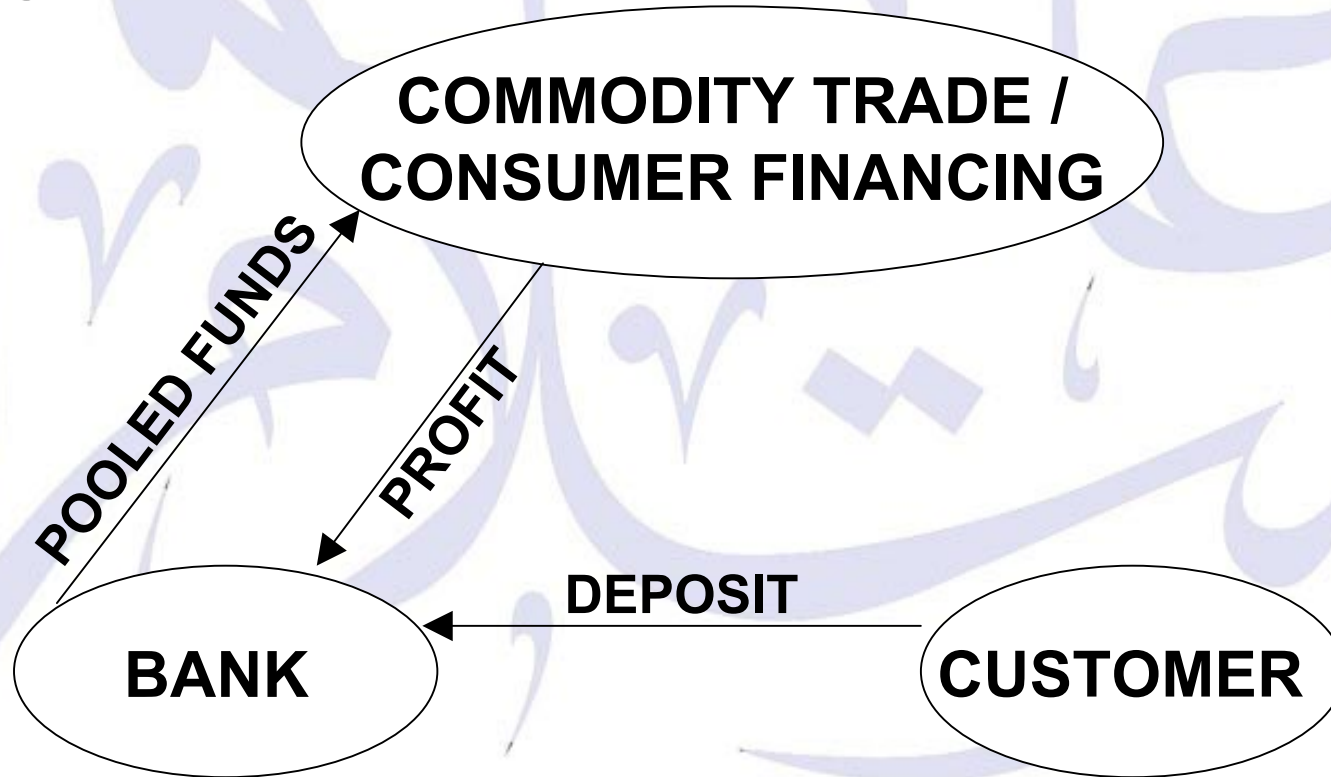 COMMODITY TRADE /
CONSUMER FINANCING
POOLED FUNDS
PROFIT
DEPOSIT
BANK
CUSTOMER